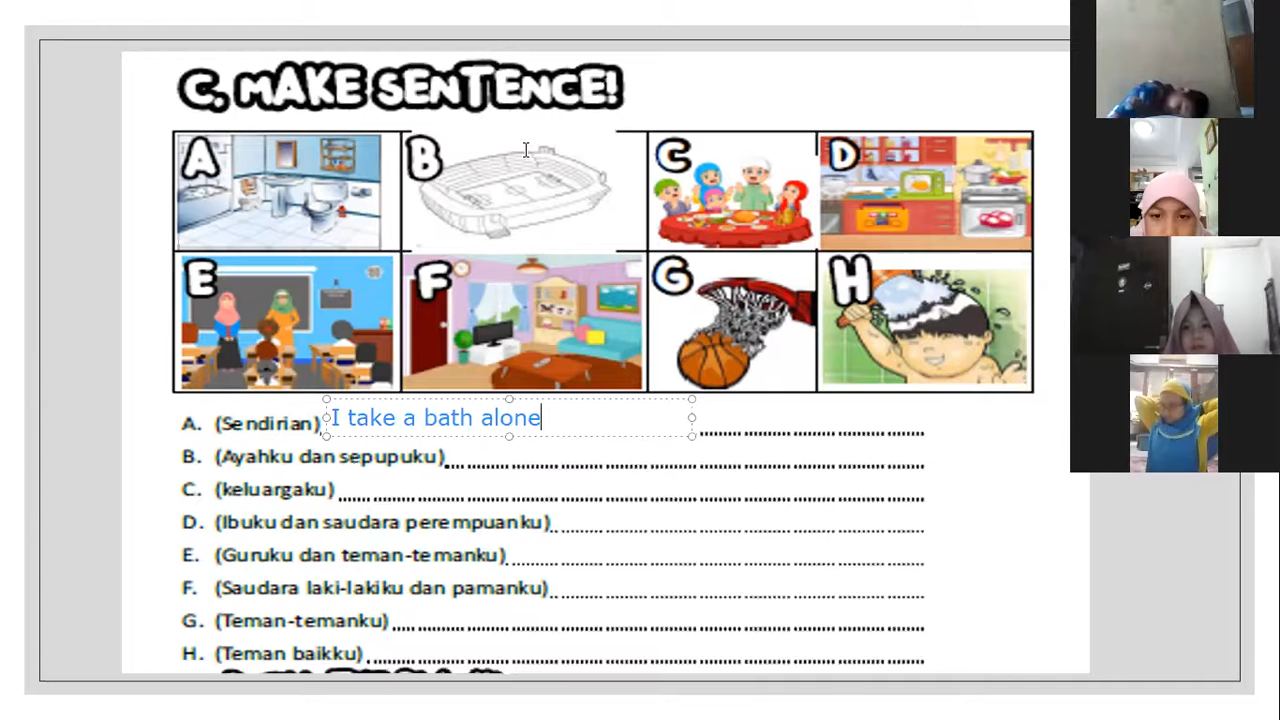 C. MAKE SENTENCE!
A B C D
E F G H
A. (Sendirian) I take a bath alone
B. (Ayahku dan sepupuku)
C. (keluargaku)
D. (Ibuku dan saudara perempuanku)
E. (Guruku dan teman-temanku)
F. (Saudara laki-lakiku dan pamanku)
G. (Teman-temanku)
H. (Teman baikku)